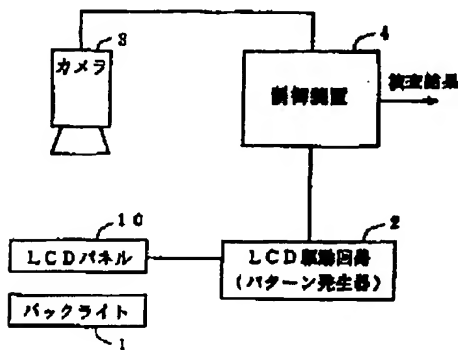 3
カメラ
4
制御装置
検査結果
10
LCDパネル
2
LCD駆動回路
(パターン発生器)
バックライト
1